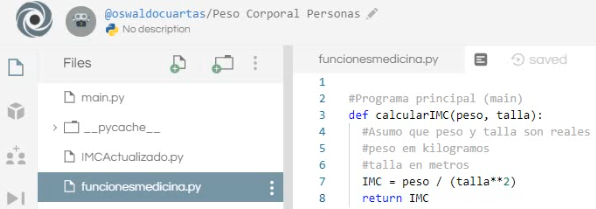 @oswaldocuartas/Peso Corporal Personas
No description
Files
main.py
__pycache__
IMCActualizado.py
funcionesmedicina.py
funcionesmedicina.py
saved
1
2 #Programa principal (main)
3 def calcularIMC(peso, talla):
4 #Asumo que peso y talla son reales
5 #peso em kilogramos
6 #talla en metros
7 IMC = peso / (talla**2)
8 return IMC